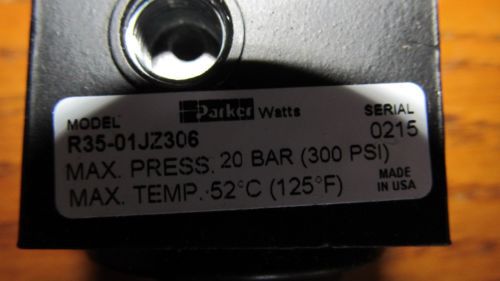 Parker Watts
MODEL SERIAL
R35-01JZ306 0215
MAX. PRESS. 20 BAR (300 PSI)
MAX. TEMP. 52°C (125°F)
MADE
IN USA